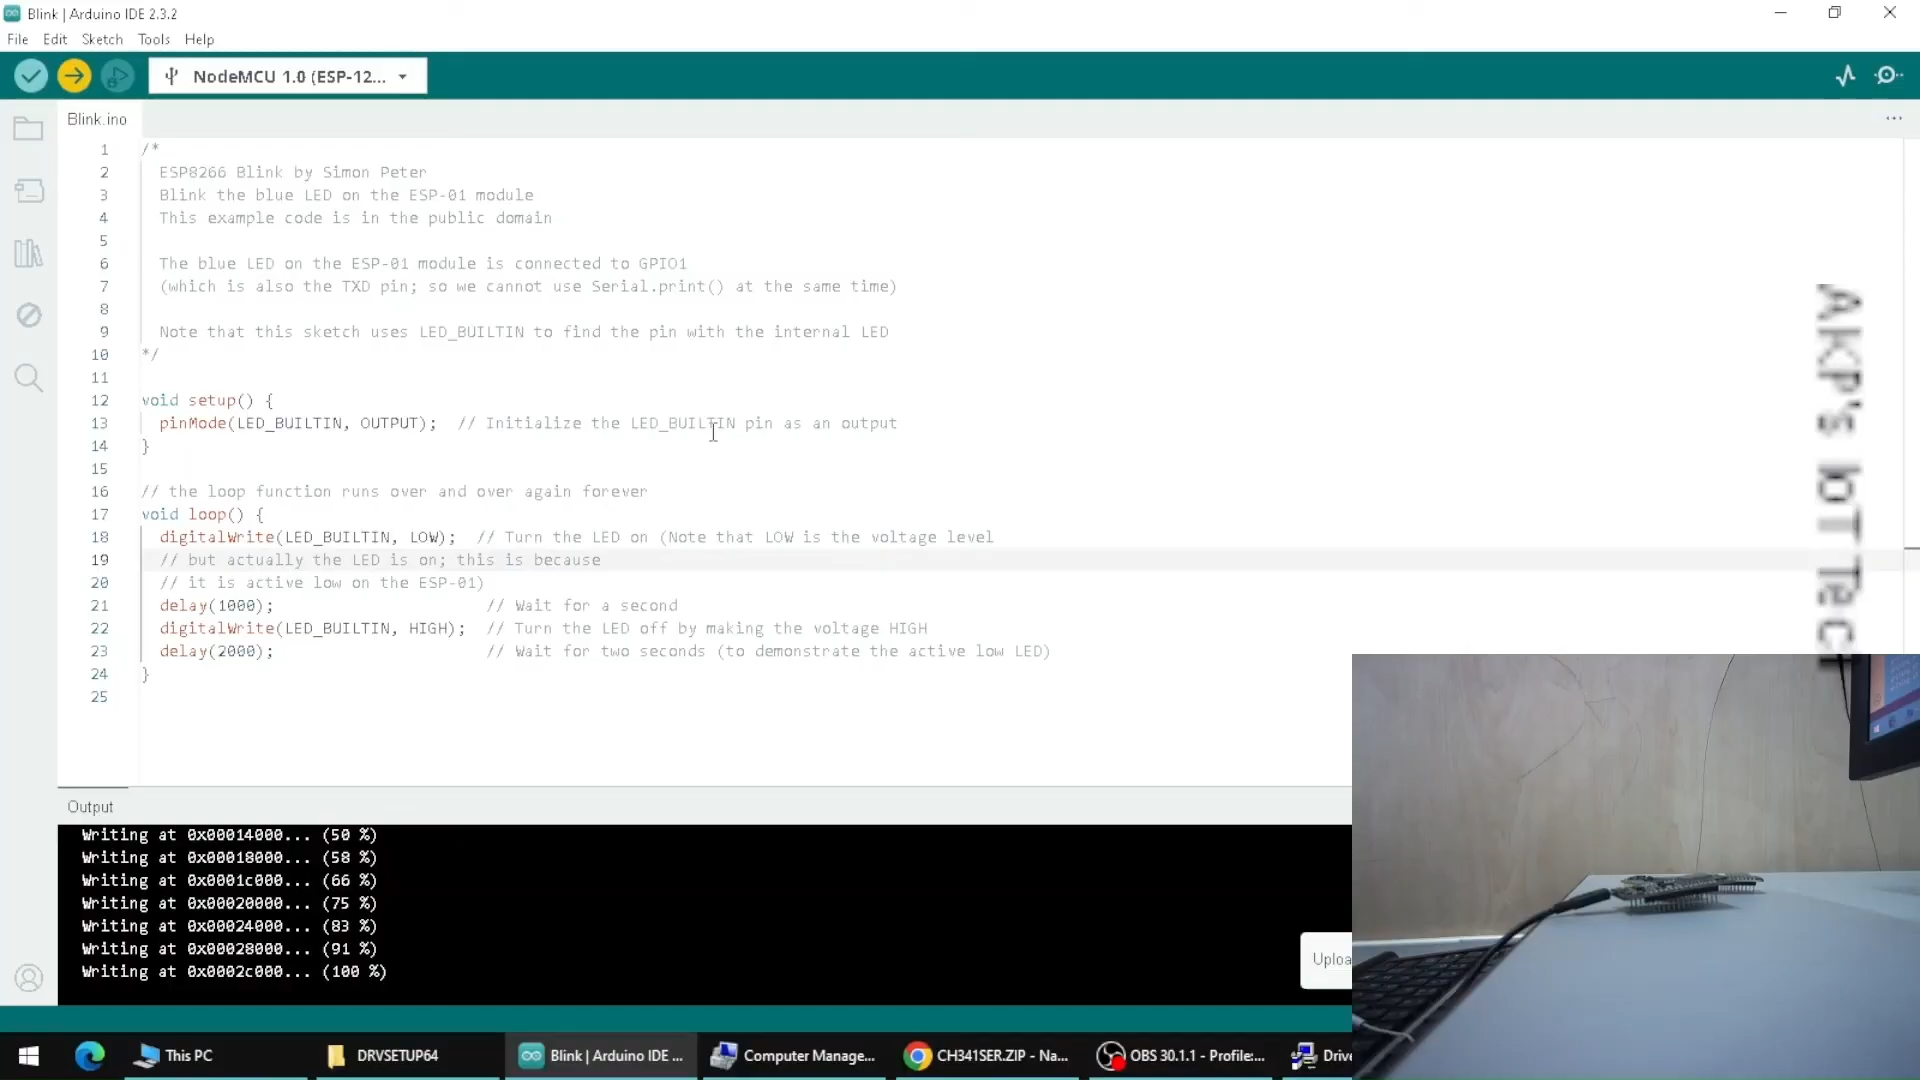 Blink | Arduino IDE 2.3.2
File Edit Sketch Tools Help
NodeMCU 1.0 (ESP-12...
Blink.ino
1 /*
2 ESP8266 Blink by Simon Peter
3 Blink the blue LED on the ESP-01 module
4 This example code is in the public domain
5
6 The blue LED on the ESP-01 module is connected to GPIO1
7 (which is also the TXD pin; so we cannot use Serial.print() at the same time)
8
9 Note that this sketch uses LED_BUILTIN to find the pin with the internal LED
10 */
11
12 void setup() {
13 pinMode(LED_BUILTIN, OUTPUT); // Initialize the LED_BUILTIN pin as an output
14 }
15
16 // the loop function runs over and over again forever
17 void loop() {
18 digitalWrite(LED_BUILTIN, LOW); // Turn the LED on (Note that LOW is the voltage level
19 // but actually the LED is on; this is because
20 // it is active low on the ESP-01)
21 delay(1000); // Wait for a second
22 digitalWrite(LED_BUILTIN, HIGH); // Turn the LED off by making the voltage HIGH
23 delay(2000); // Wait for two seconds (to demonstrate the active low LED)
24 }
25
AKP's IoT Tec
Output
Writing at 0x00014000... (50 %)
Writing at 0x00018000... (58 %)
Writing at 0x0001c000... (66 %)
Writing at 0x00020000... (75 %)
Writing at 0x00024000... (83 %)
Writing at 0x00028000... (91 %)
Writing at 0x0002c000... (100 %)
Uploa
This PC DRVSETUP64 Blink | Arduino IDE ... Computer Manage... CH341SER.ZIP - Na... OBS 30.1.1 - Profile:... Drive